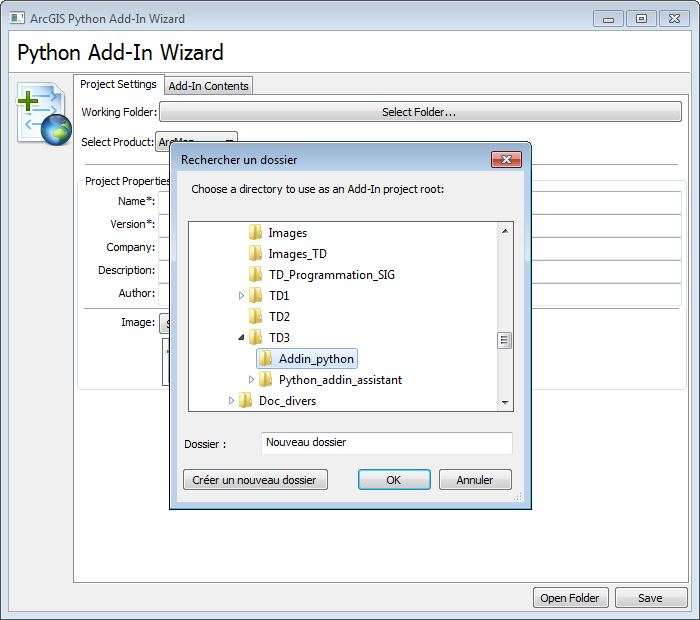 ArcGIS Python Add-In Wizard
Python Add-In Wizard
Project Settings
Add-In Contents
Working Folder:
Select Folder...
Select Product:
Rechercher un dossier
Choose a directory to use as an Add-In project root:
Project Properties
Name*:
Version*:
Company:
Description:
Author:
Image:
Images
Images_TD
TD_Programmation_SIG
TD1
TD2
TD3
Addin_python
Python_addin_assistant
Doc_divers
Dossier :
Nouveau dossier
Créer un nouveau dossier
OK
Annuler
Open Folder
Save